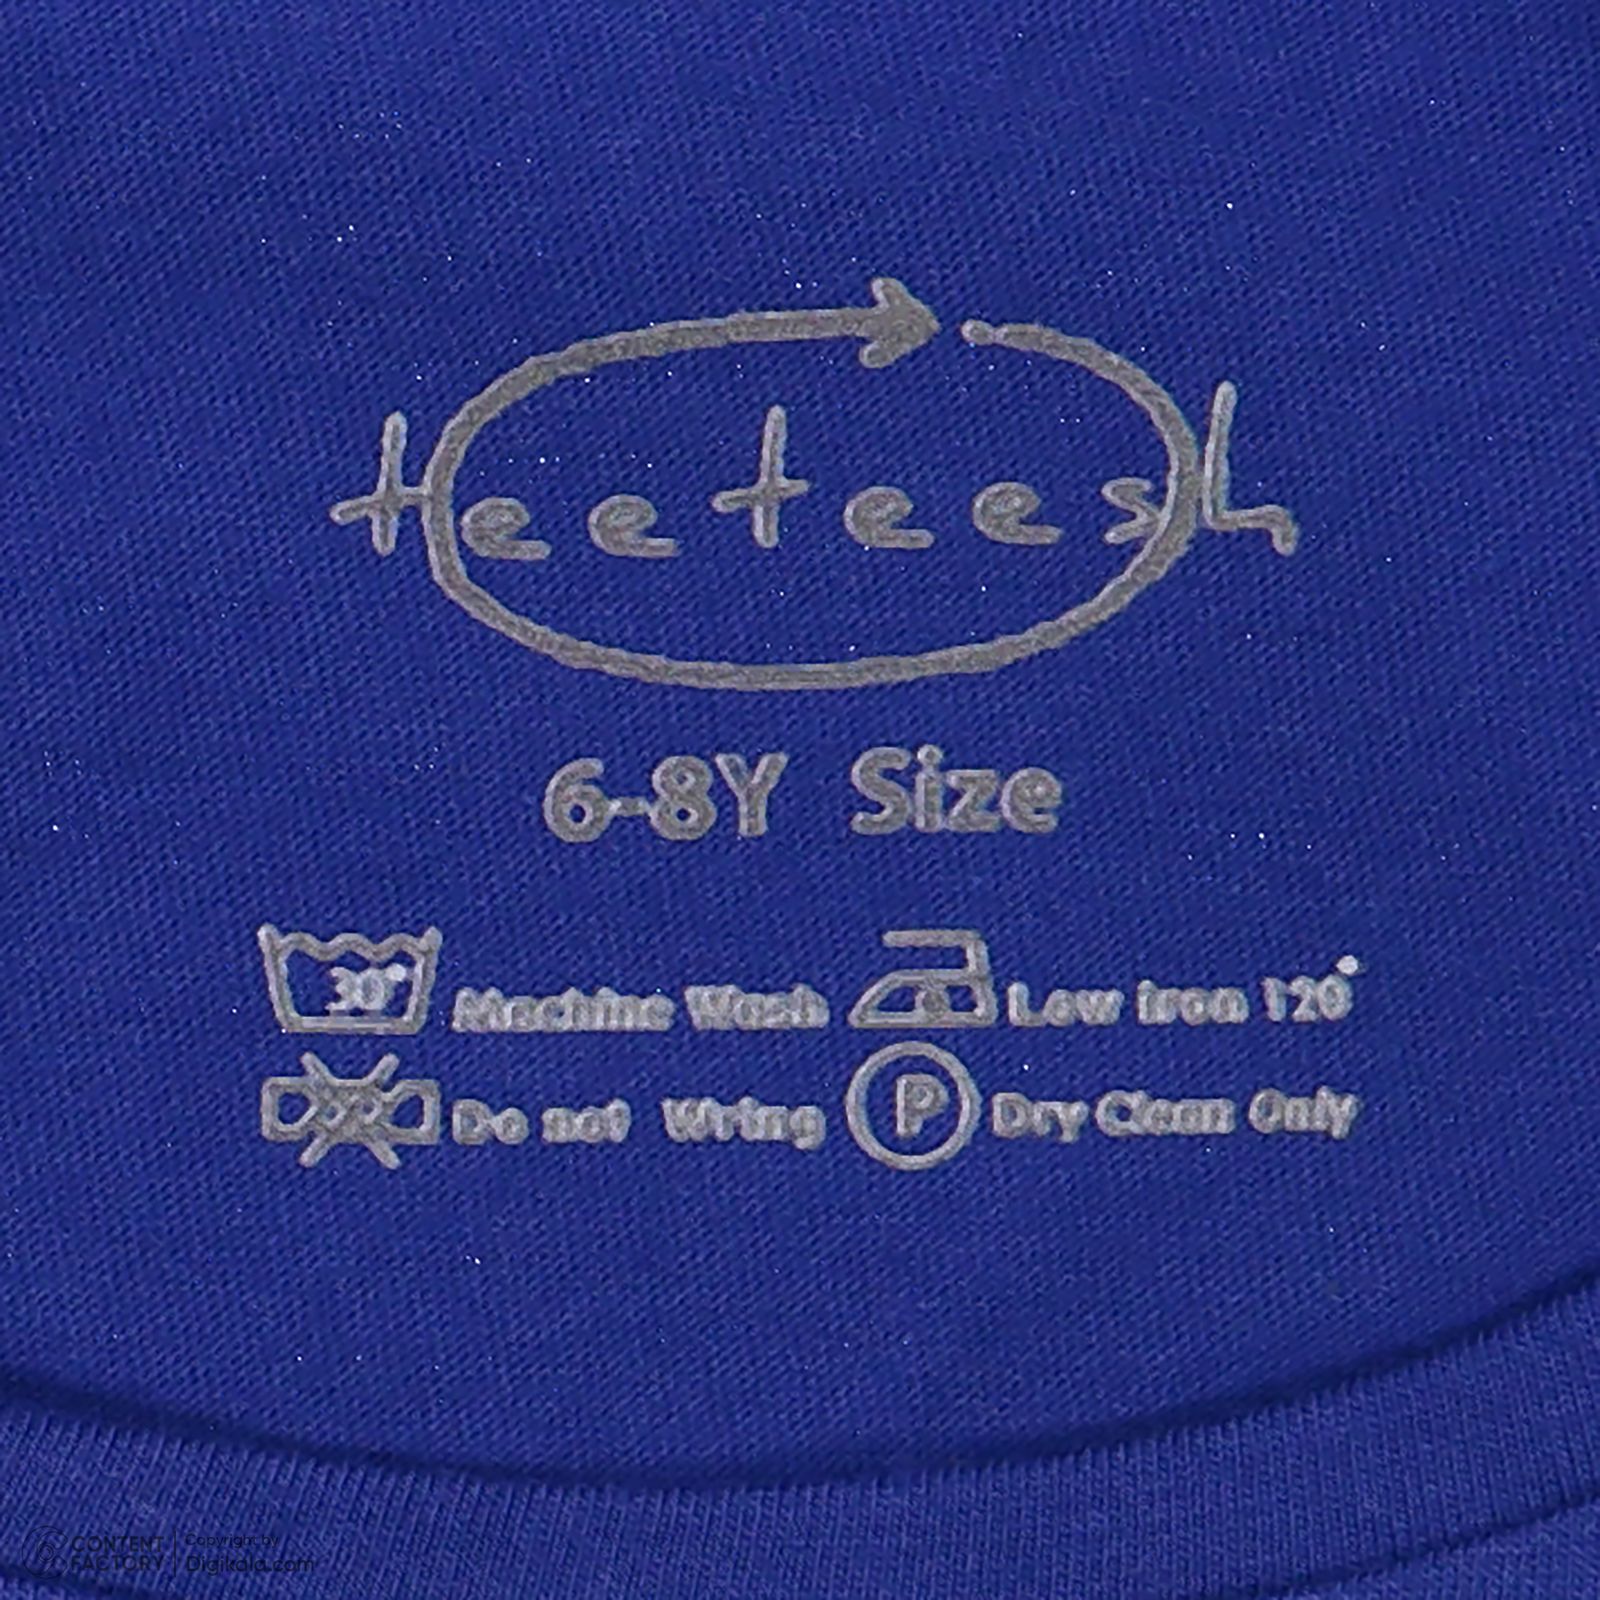 teeteesh
6-8Y Size
30° Machine Wash Low iron 120°
Do not Wring P Dry Clean Only
CONTENT FACTORY Copyright by Digikala.com